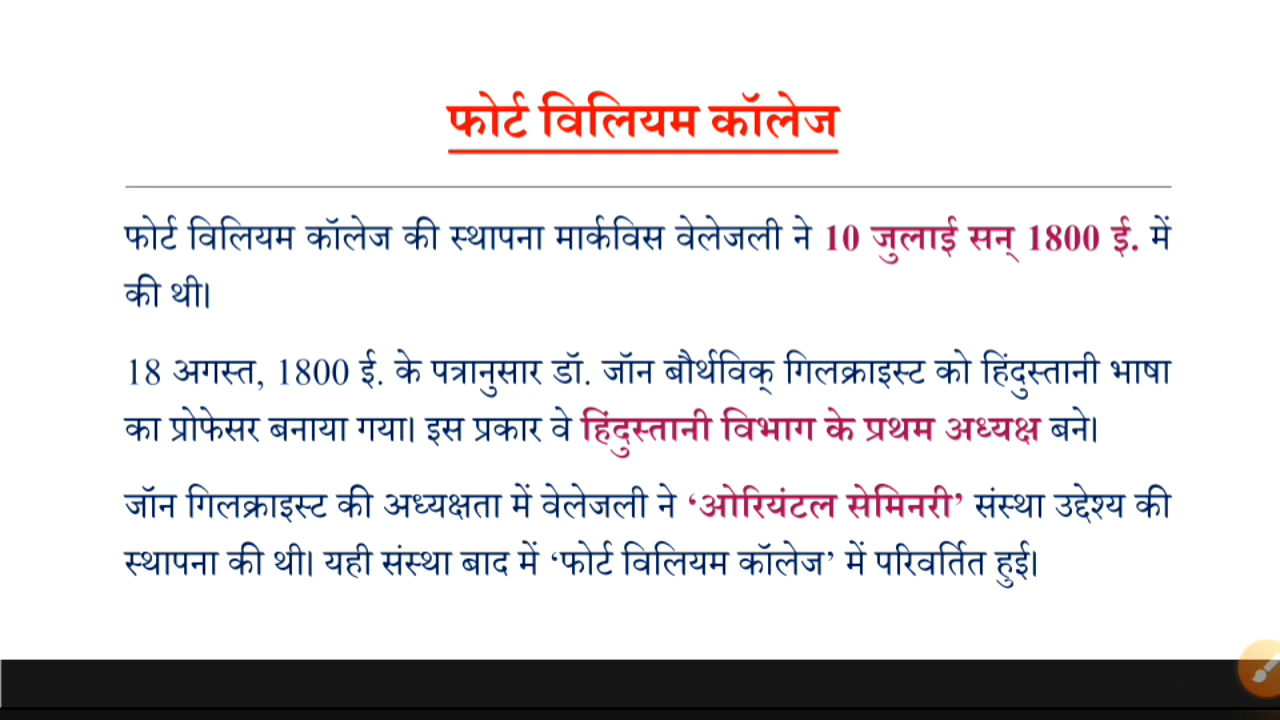 फोर्ट विलियम कॉलेज
फोर्ट विलियम कॉलेज की स्थापना मार्कविस वेलेजली ने 10 जुलाई सन् 1800 ई. में
की थी।
18 अगस्त, 1800 ई. के पत्रानुसार डॉ. जॉन बौर्थविक् गिलक्राइस्ट को हिंदुस्तानी भाषा
का प्रोफेसर बनाया गया। इस प्रकार वे हिंदुस्तानी विभाग के प्रथम अध्यक्ष बने।
जॉन गिलक्राइस्ट की अध्यक्षता में वेलेजली ने ‘ओरियंटल सेमिनरी’ संस्था उद्देश्य की
स्थापना की थी। यही संस्था बाद में ‘फोर्ट विलियम कॉलेज’ में परिवर्तित हुई।